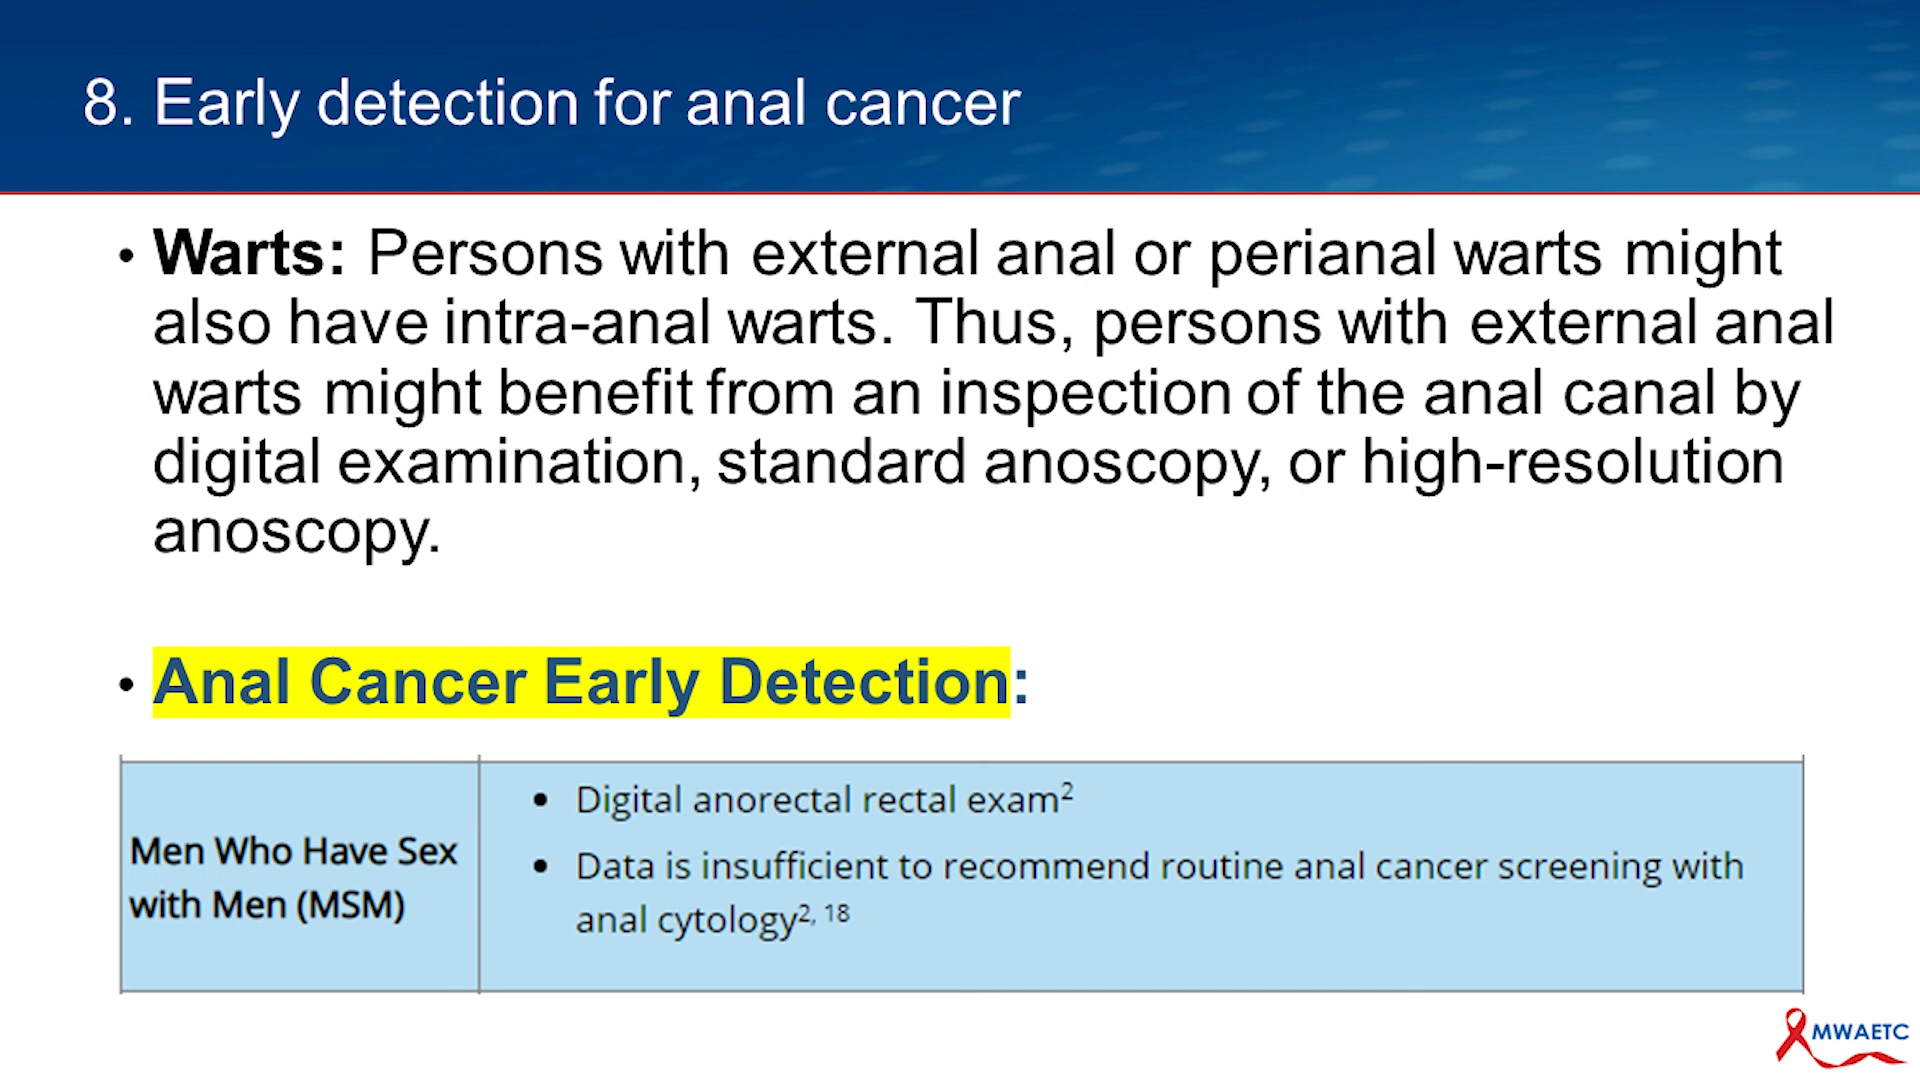 8. Early detection for anal cancer
• Warts: Persons with external anal or perianal warts might
also have intra-anal warts. Thus, persons with external anal
warts might benefit from an inspection of the anal canal by
digital examination, standard anoscopy, or high-resolution
anoscopy.
• Anal Cancer Early Detection:
Men Who Have Sex
with Men (MSM)
• Digital anorectal rectal exam2
• Data is insufficient to recommend routine anal cancer screening with
anal cytology2, 18
MWAETC